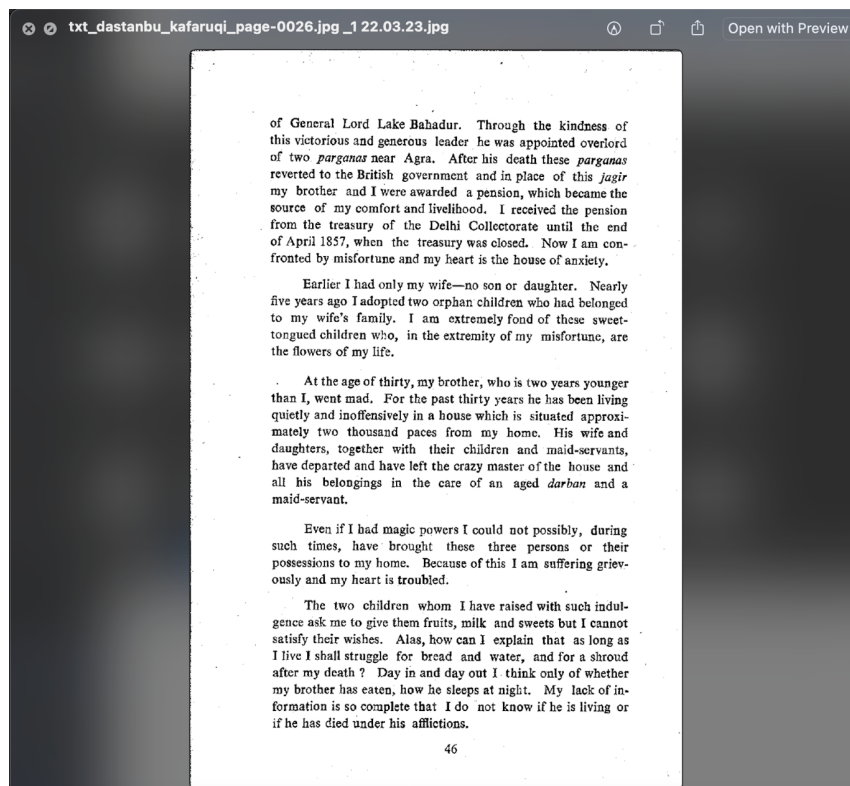 txt_dastanbu_kafaruqi_page-0026.jpg _1 22.03.23.jpg
Open with Preview
of General Lord Lake Bahadur. Through the kindness of
this victorious and generous leader he was appointed overlord
of two parganas near Agra. After his death these parganas
reverted to the British government and in place of this jagir
my brother and I were awarded a pension, which became the
source of my comfort and livelihood. I received the pension
from the treasury of the Delhi Collectorate until the end
of April 1857, when the treasury was closed. Now I am con-
fronted by misfortune and my heart is the house of anxiety.
Earlier I had only my wife—no son or daughter. Nearly
five years ago I adopted two orphan children who had belonged
to my wife's family. I am extremely fond of these sweet-
tongued children who, in the extremity of my misfortune, are
the flowers of my life.
At the age of thirty, my brother, who is two years younger
than I, went mad. For the past thirty years he has been living
quietly and inoffensively in a house which is situated approxi-
mately two thousand paces from my home. His wife and
daughters, together with their children and maid-servants,
have departed and have left the crazy master of the house and
all his belongings in the care of an aged darban and a
maid-servant.
Even if I had magic powers I could not possibly, during
such times, have brought these three persons or their
possessions to my home. Because of this I am suffering griev-
ously and my heart is troubled.
The two children whom I have raised with such indul-
gence ask me to give them fruits, milk and sweets but I cannot
satisfy their wishes. Alas, how can I explain that as long as
I live I shall struggle for bread and water, and for a shroud
after my death ? Day in and day out I think only of whether
my brother has eaten, how he sleeps at night. My lack of in-
formation is so complete that I do not know if he is living or
if he has died under his afflictions.
46